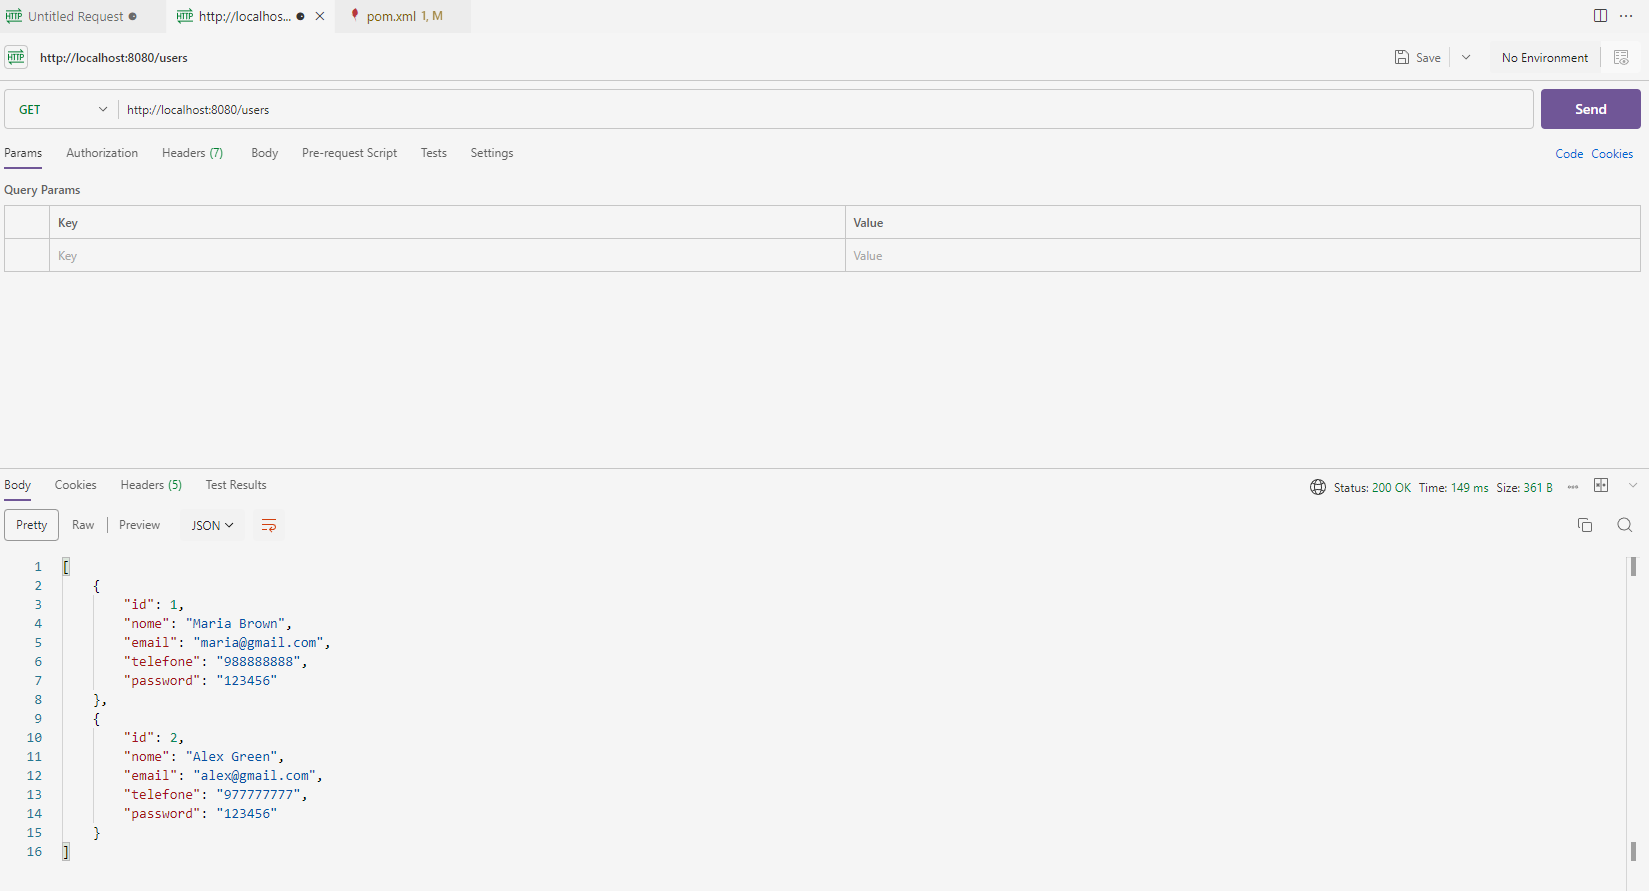 HTTP Untitled Request HTTP http://localhos... pom.xml 1, M
HTTP http://localhost:8080/users Save No Environment
GET http://localhost:8080/users Send
Params Authorization Headers (7) Body Pre-request Script Tests Settings Code Cookies
Query Params
Key Value
Key Value
Body Cookies Headers (5) Test Results Status: 200 OK Time: 149 ms Size: 361 B
Pretty Raw Preview JSON
1 [
2 {
3 "id": 1,
4 "nome": "Maria Brown",
5 "email": "maria@gmail.com",
6 "telefone": "988888888",
7 "password": "123456"
8 },
9 {
10 "id": 2,
11 "nome": "Alex Green",
12 "email": "alex@gmail.com",
13 "telefone": "977777777",
14 "password": "123456"
15 }
16 ]